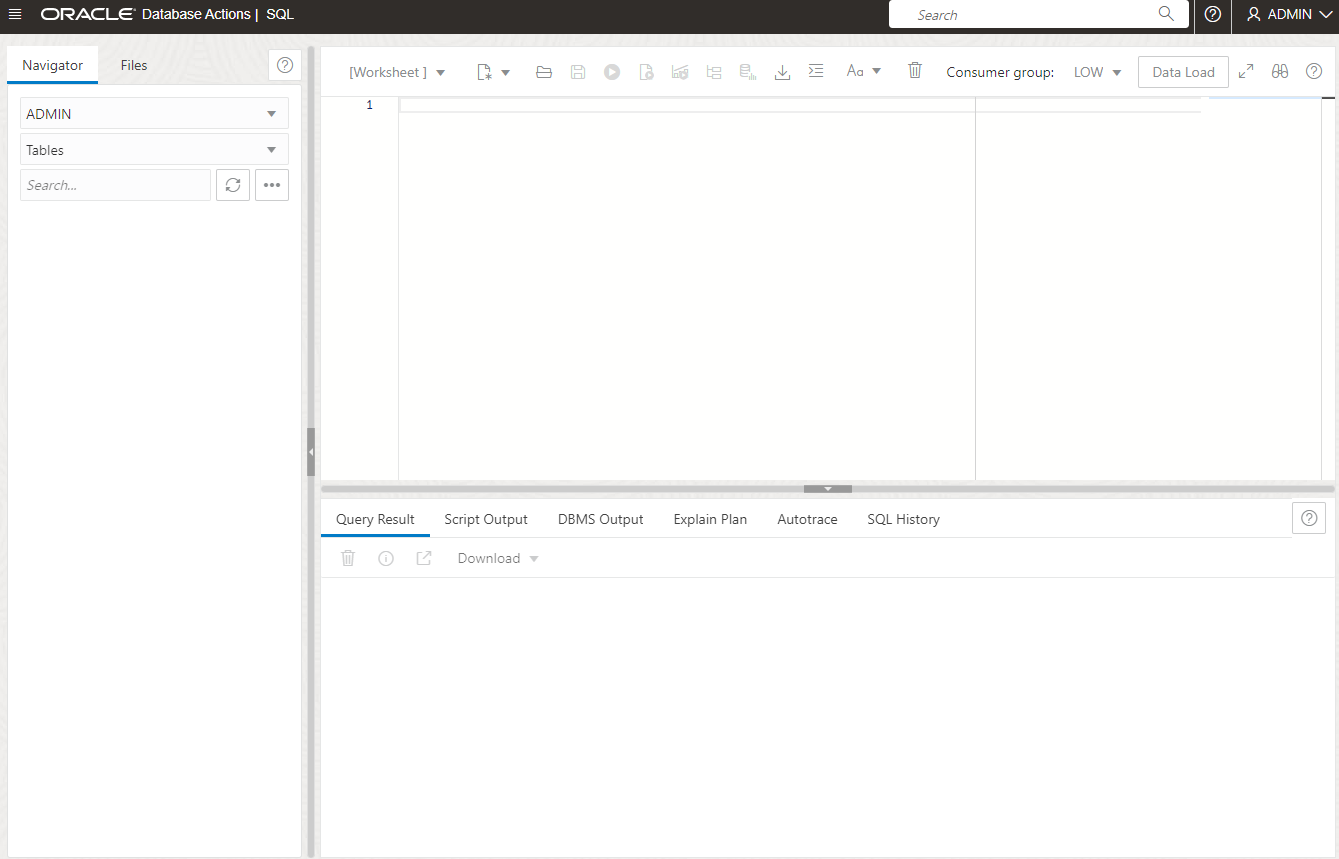 ORACLE Database Actions | SQL
Search
ADMIN
Navigator
Files
ADMIN
Tables
Search...
[Worksheet ]
Aa
Consumer group: LOW
Data Load
1
Query Result
Script Output
DBMS Output
Explain Plan
Autotrace
SQL History
Download